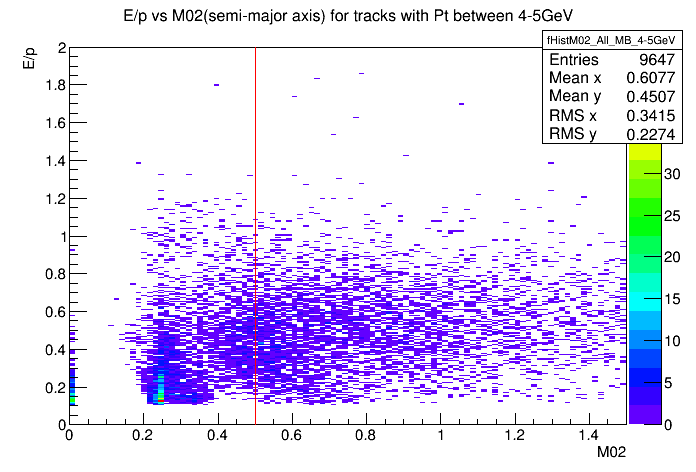 E/p vs M02(semi-major axis) for tracks with Pt between 4-5GeV
fHistM02_All_MB_4-5GeV
Entries 9647
Mean x 0.6077
Mean y 0.4507
RMS x 0.3415
RMS y 0.2274
E/p
2
1.8
1.6
1.4
1.2
1
0.8
0.6
0.4
0.2
0
30
25
20
15
10
5
0
0 0.2 0.4 0.6 0.8 1 1.2 1.4
M02